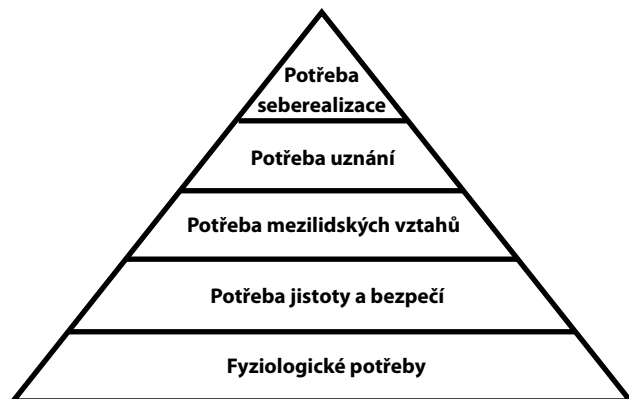 Potřeba
seberealizace
Potřeba uznání
Potřeba mezilidských vztahů
Potřeba jistoty a bezpečí
Fyziologické potřeby